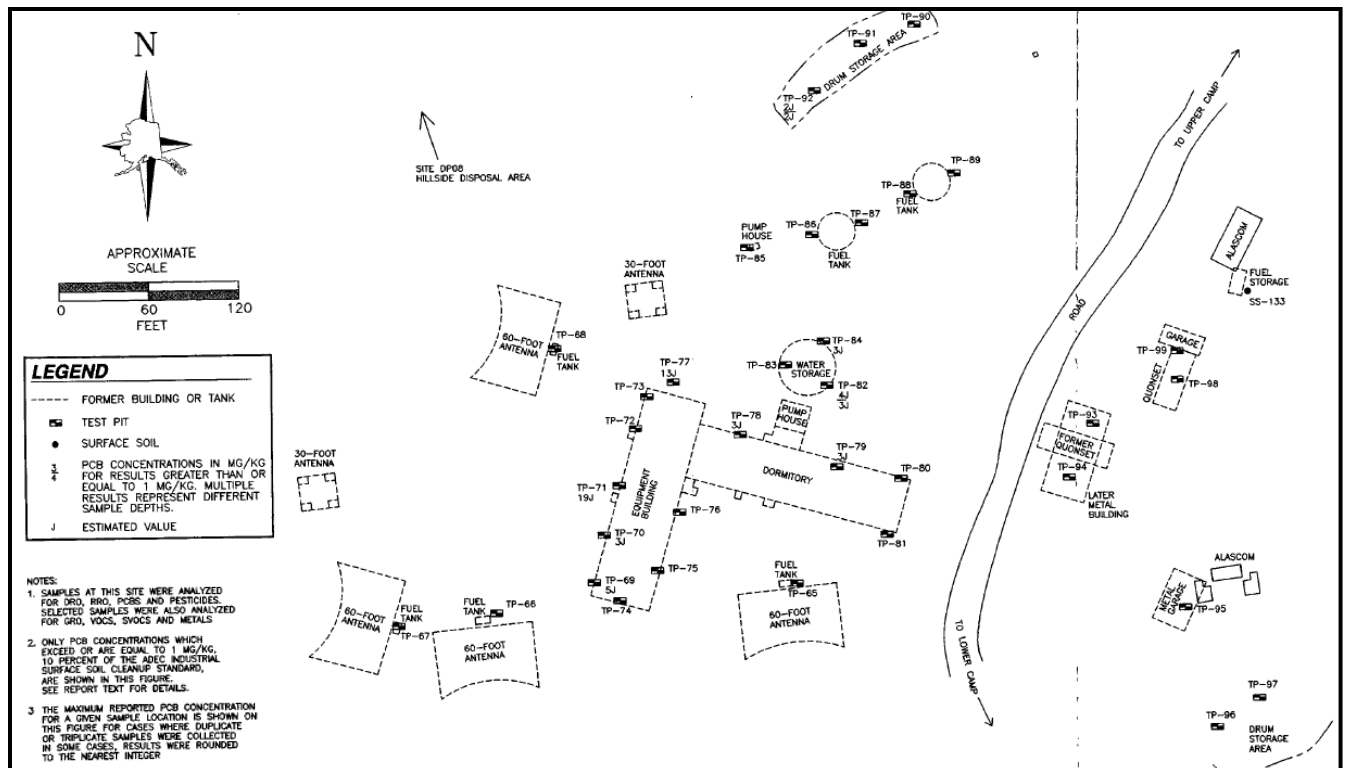 N
APPROXIMATE
SCALE
0 60 120
FEET
LEGEND
FORMER BUILDING OR TANK
TEST PIT
SURFACE SOIL
3
4
PCB CONCENTRATIONS IN MG/KG
FOR RESULTS GREATER THAN OR
EQUAL TO 1 MG/KG. MULTIPLE
RESULTS REPRESENT DIFFERENT
SAMPLE DEPTHS.
J ESTIMATED VALUE
NOTES:
1. SAMPLES AT THIS SITE WERE ANALYZED
FOR DRO, RRO, PCBS AND PESTICIDES.
SELECTED SAMPLES WERE ALSO ANALYZED
FOR GRO, VOCS, SVOCS AND METALS
2. ONLY PCB CONCENTRATIONS WHICH
EXCEED OR ARE EQUAL TO 1 MG/KG,
10 PERCENT OF THE ADEC INDUSTRIAL
SURFACE SOIL CLEANUP STANDARD,
ARE SHOWN IN THIS FIGURE.
SEE REPORT TEXT FOR DETAILS.
3 THE MAXIMUM REPORTED PCB CONCENTRATION
FOR A GIVEN SAMPLE LOCATION IS SHOWN ON
THIS FIGURE FOR CASES WHERE DUPLICATE
OR TRIPLICATE SAMPLES WERE COLLECTED
IN SOME CASES, RESULTS WERE ROUNDED
TO THE NEAREST INTEGER
SITE DP08
HILLSIDE DISPOSAL AREA
TP-90
TP-91
DRUM STORAGE AREA
TP-92
2J
2J
TP-89
TP-88
FUEL
TANK
TP-87
TP-86
FUEL
TANK
PUMP
HOUSE
3
TP-85
30-FOOT
ANTENNA
60-FOOT
ANTENNA
TP-68
FUEL
TANK
TP-77
13J
TP-73
TP-72
TP-71
19J
TP-70
3J
TP-69
5J
TP-74
TP-75
TP-76
EQUIPMENT
BUILDING
TP-84
3J
TP-83
WATER
STORAGE
TP-82
4J
3J
PUMP
HOUSE
TP-78
3J
TP-79
3J
TP-80
DORMITORY
TP-81
30-FOOT
ANTENNA
60-FOOT
ANTENNA
FUEL
TANK
TP-67
FUEL
TANK
TP-66
60-FOOT
ANTENNA
FUEL
TANK
TP-65
60-FOOT
ANTENNA
TO UPPER CAMP
ROAD
TO LOWER CAMP
ALASCOM
FUEL
STORAGE
SS-133
GARAGE
TP-99
QUONSET
TP-98
TP-93
FORMER
QUONSET
TP-94
LATER
METAL
BUILDING
ALASCOM
METAL
GARAGE
TP-95
TP-97
TP-96
DRUM
STORAGE
AREA